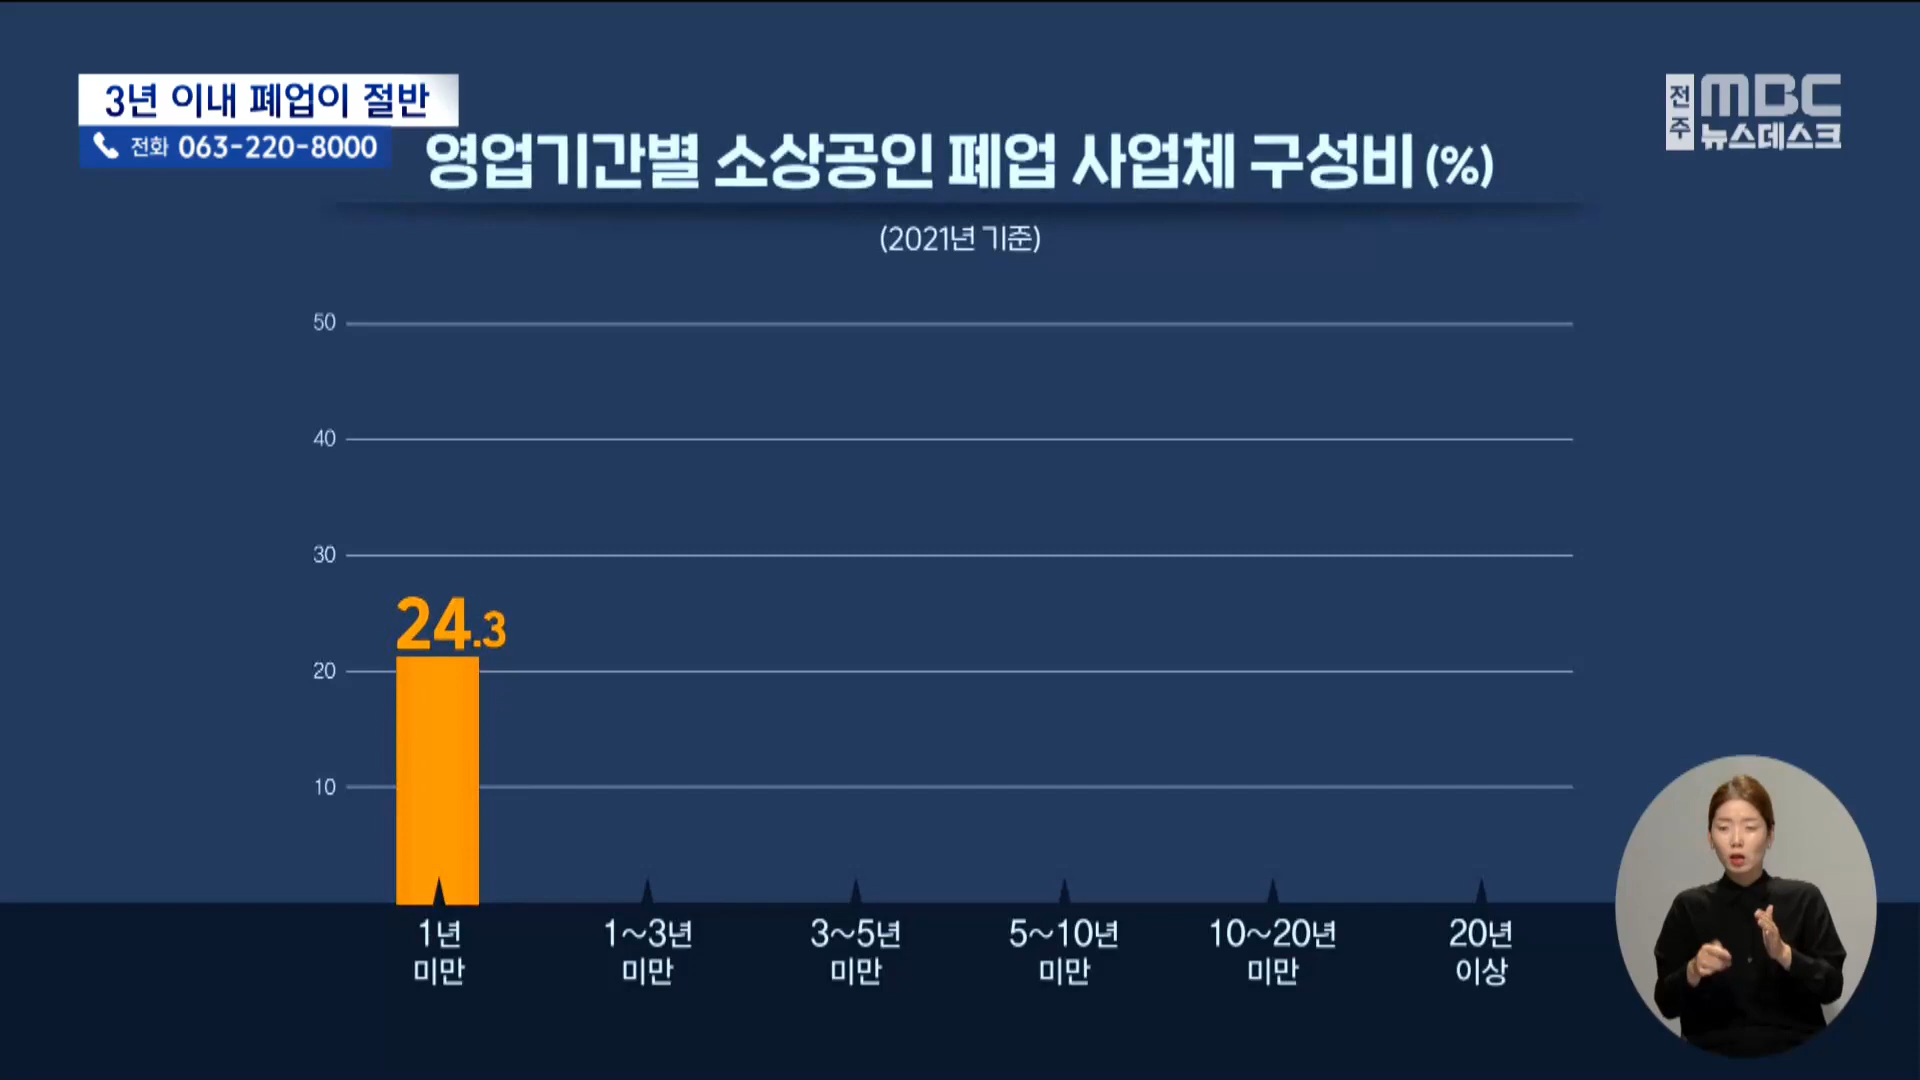 3년 이내 폐업이 절반
전화 063-220-8000
전주 MBC
뉴스데스크
영업기간별 소상공인 폐업 사업체 구성비 (%)
(2021년 기준)
50
40
30
24.3
20
10
1년 미만
1~3년 미만
3~5년 미만
5~10년 미만
10~20년 미만
20년 이상